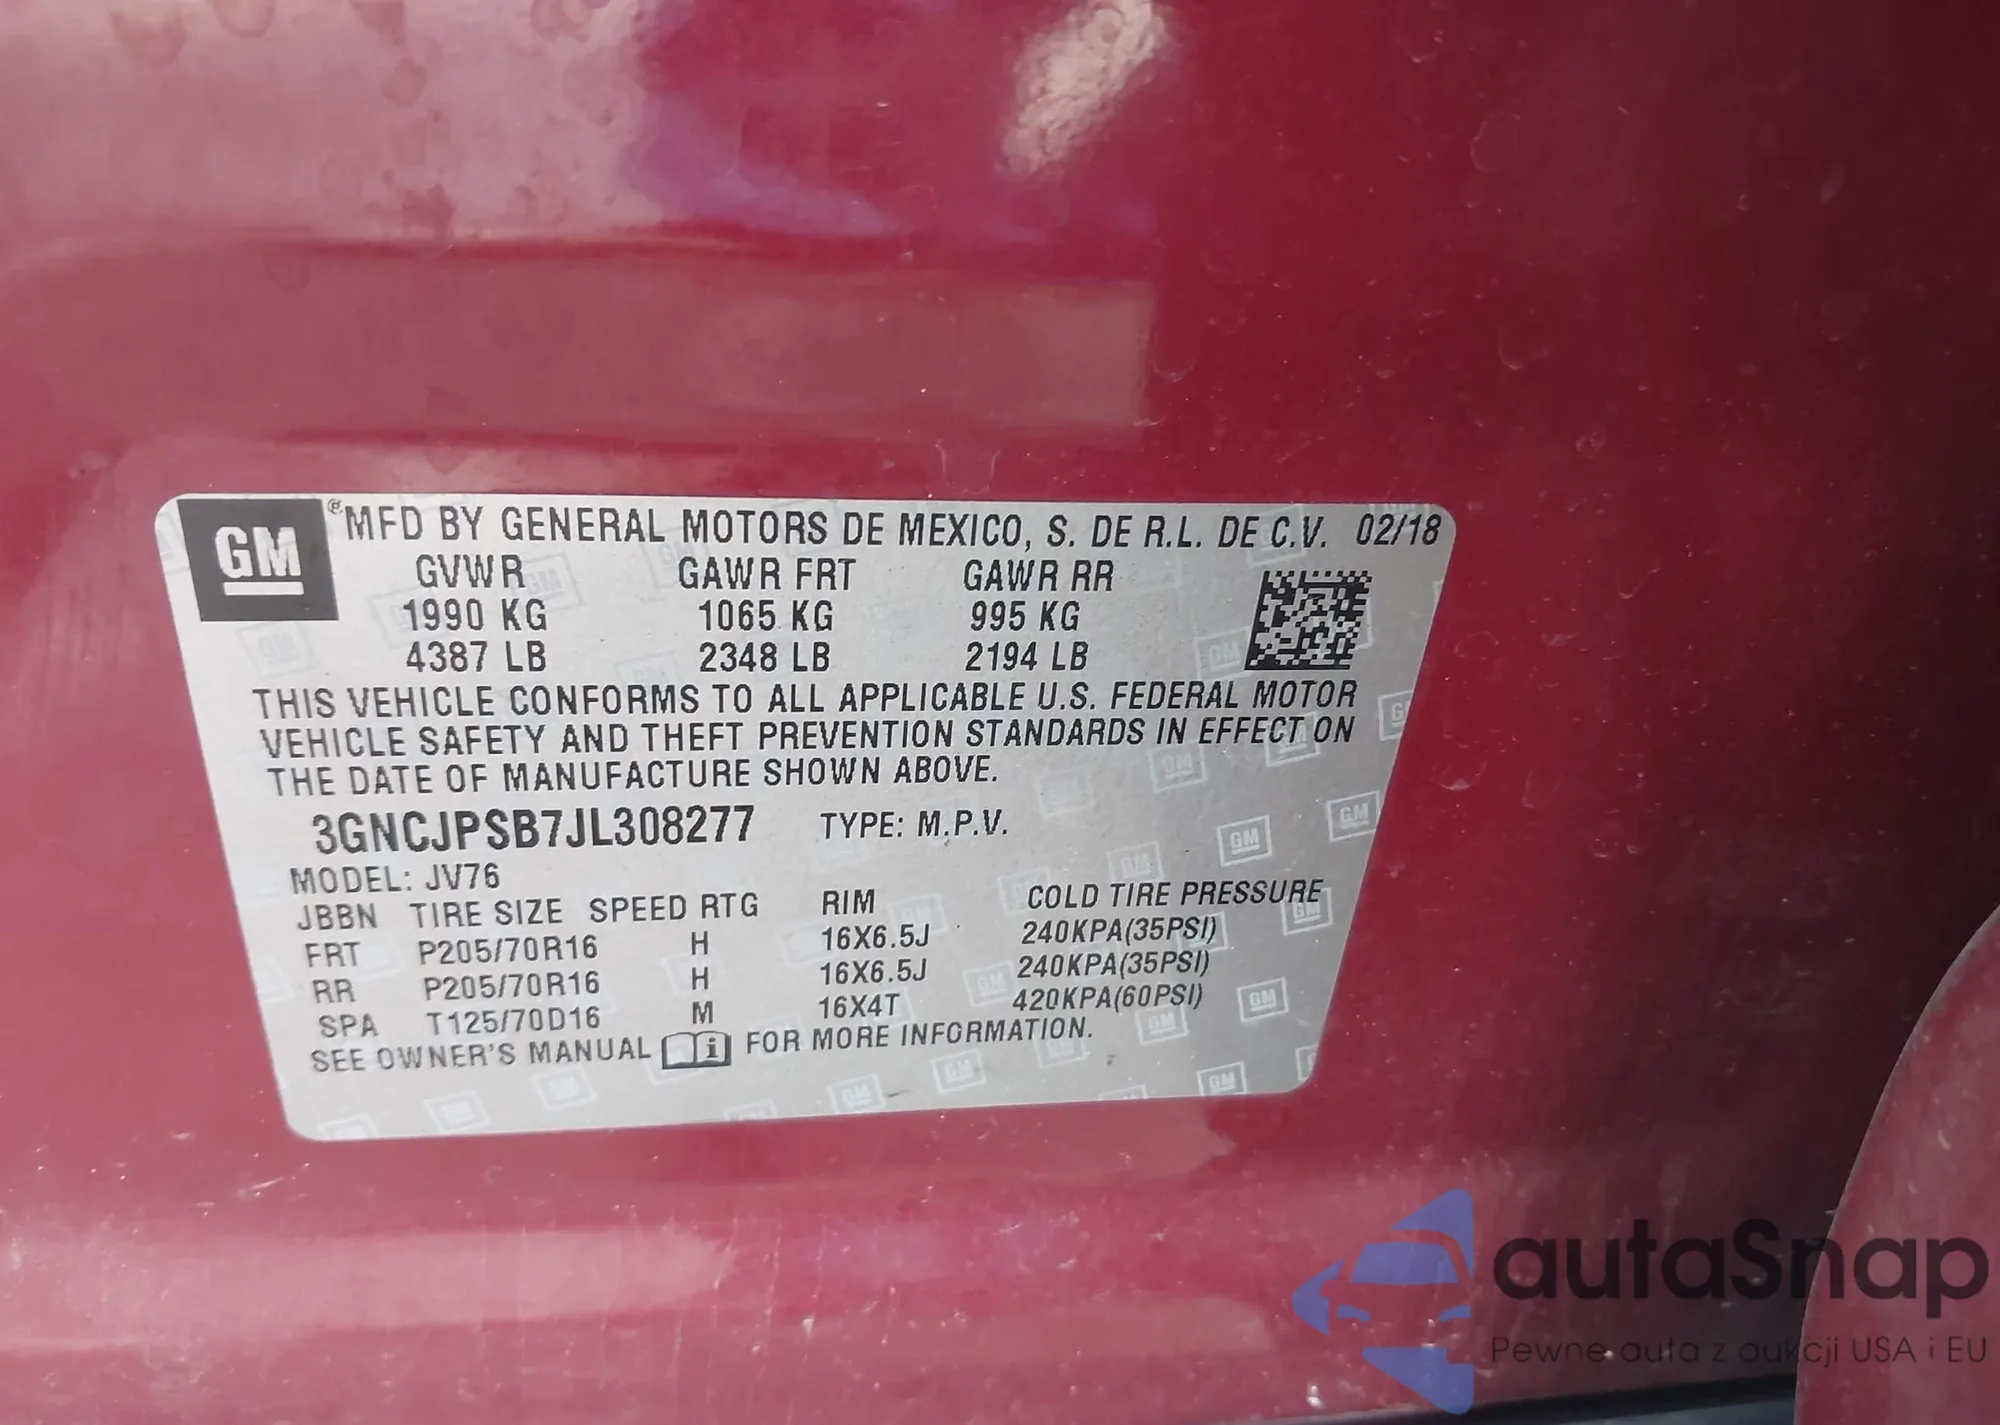 GM ® MFD BY GENERAL MOTORS DE MEXICO, S. DE R.L. DE C.V. 02/18
GVWR GAWR FRT GAWR RR
1990 KG 1065 KG 995 KG
4387 LB 2348 LB 2194 LB
THIS VEHICLE CONFORMS TO ALL APPLICABLE U.S. FEDERAL MOTOR
VEHICLE SAFETY AND THEFT PREVENTION STANDARDS IN EFFECT ON
THE DATE OF MANUFACTURE SHOWN ABOVE.
3GNCJPSB7JL308277 TYPE: M.P.V.
MODEL: JV76
JBBN TIRE SIZE SPEED RTG RIM COLD TIRE PRESSURE
FRT P205/70R16 H 16X6.5J 240KPA(35PSI)
RR P205/70R16 H 16X6.5J 240KPA(35PSI)
SPA T125/70D16 M 16X4T 420KPA(60PSI)
SEE OWNER'S MANUAL i FOR MORE INFORMATION.
autaSnap
Pewne auta z aukcji USA i EU